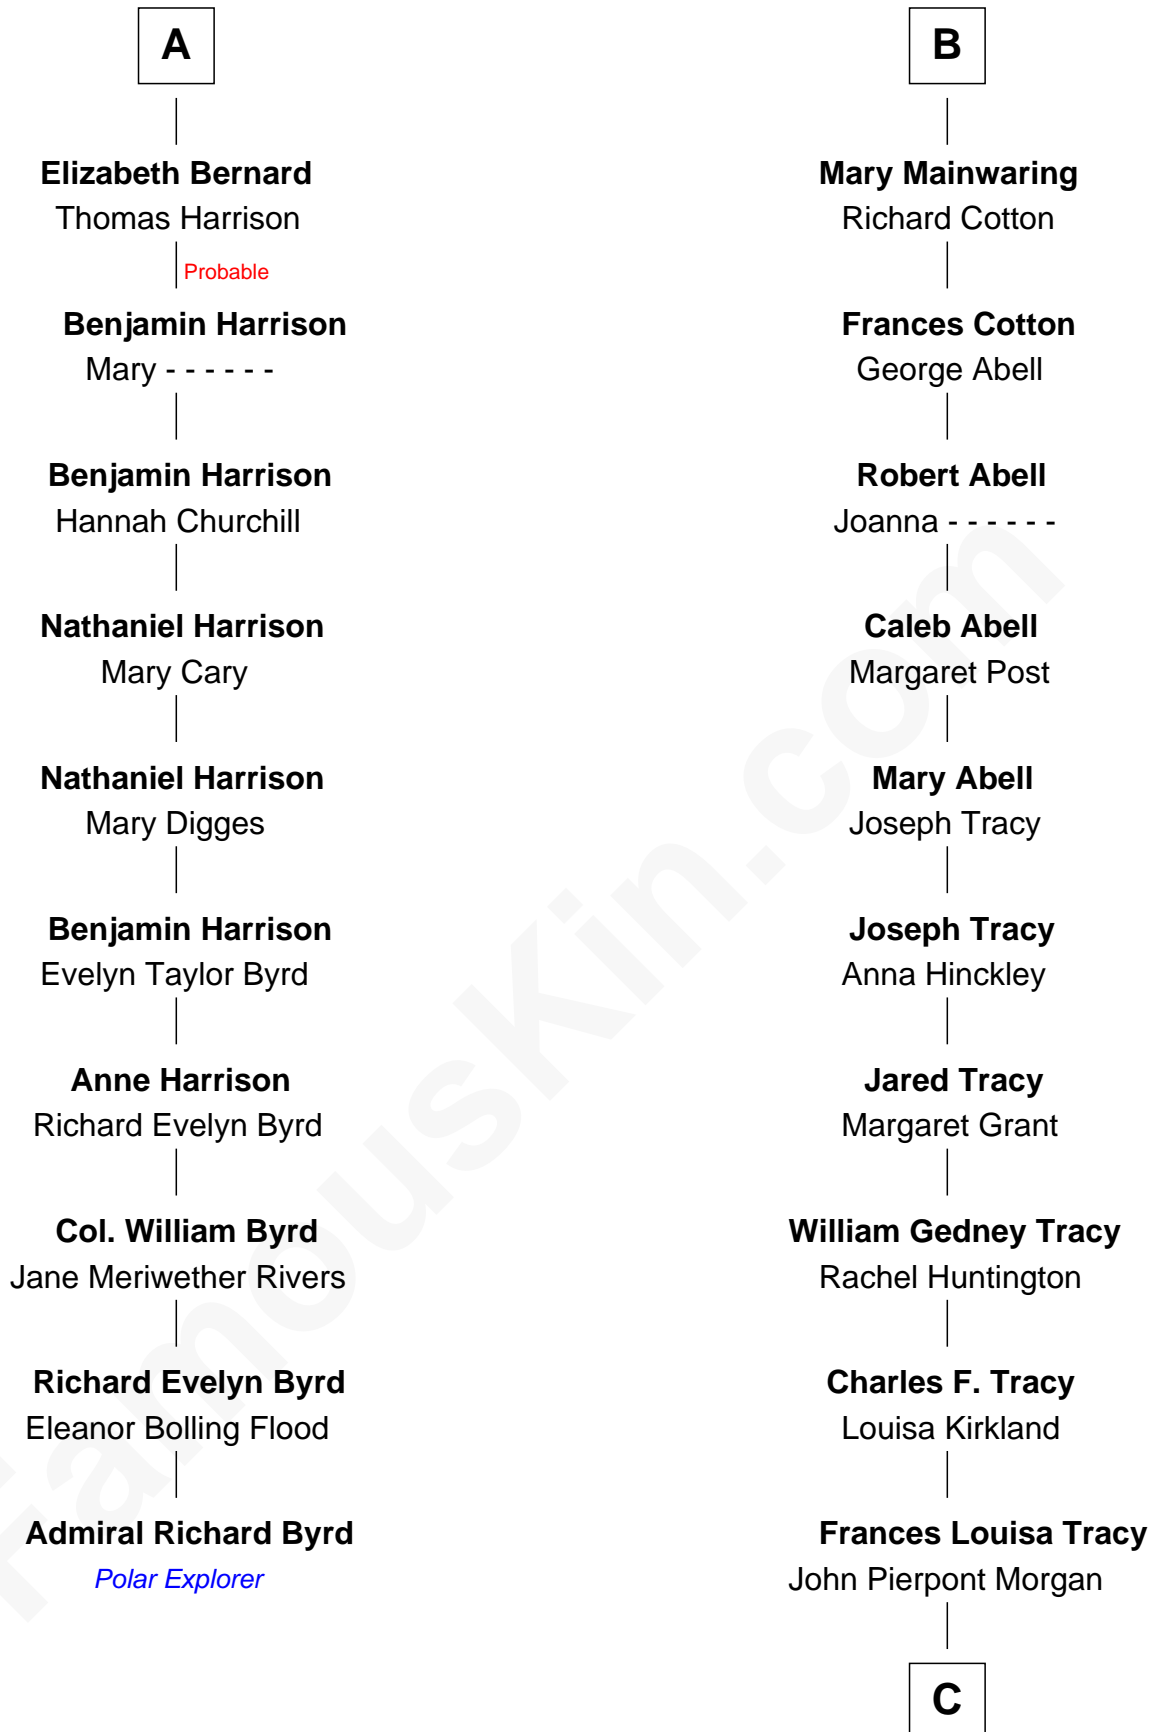 A
Elizabeth Bernard
Thomas Harrison
Probable
Benjamin Harrison
Mary - - - - - -
Benjamin Harrison
Hannah Churchill
Nathaniel Harrison
Mary Cary
Nathaniel Harrison
Mary Digges
Benjamin Harrison
Evelyn Taylor Byrd
Anne Harrison
Richard Evelyn Byrd
Col. William Byrd
Jane Meriwether Rivers
Richard Evelyn Byrd
Eleanor Bolling Flood
Admiral Richard Byrd
Polar Explorer
B
Mary Mainwaring
Richard Cotton
Frances Cotton
George Abell
Robert Abell
Joanna - - - - - -
Caleb Abell
Margaret Post
Mary Abell
Joseph Tracy
Joseph Tracy
Anna Hinckley
Jared Tracy
Margaret Grant
William Gedney Tracy
Rachel Huntington
Charles F. Tracy
Louisa Kirkland
Frances Louisa Tracy
John Pierpont Morgan
C
FamousKin.com